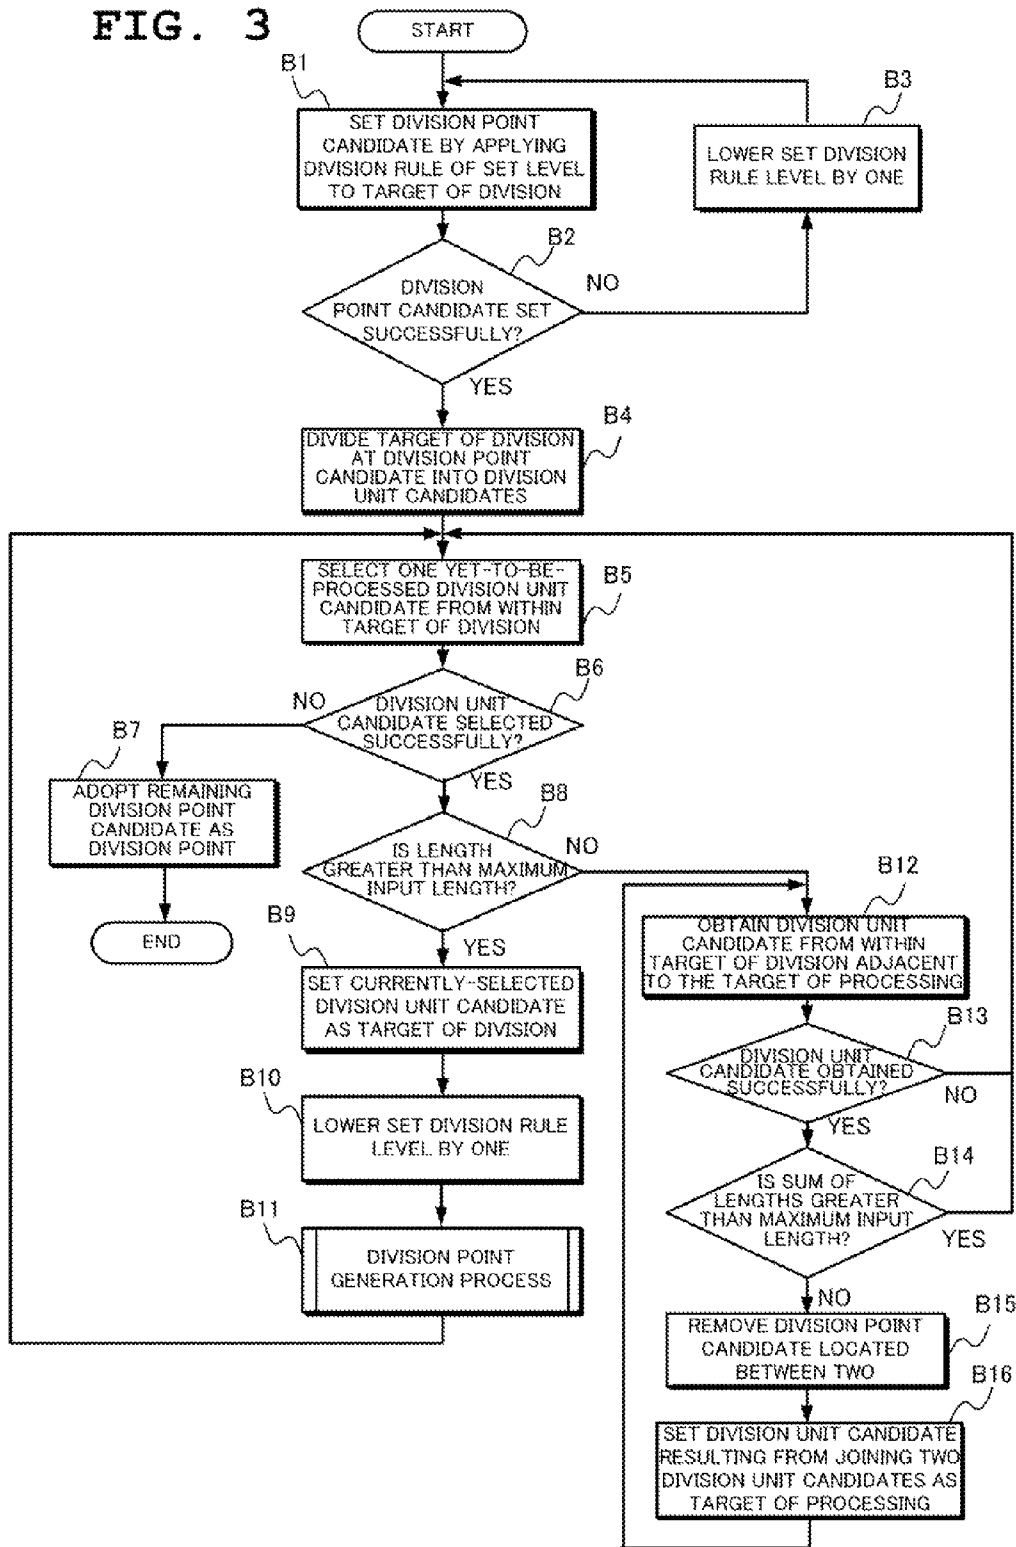 FIG. 3
START
B1
SET DIVISION POINT
CANDIDATE BY APPLYING
DIVISION RULE OF SET LEVEL
TO TARGET OF DIVISION
B3
LOWER SET DIVISION
RULE LEVEL BY ONE
B2
DIVISION
POINT CANDIDATE SET
SUCCESSFULLY?
NO
YES
B4
DIVIDE TARGET OF DIVISION
AT DIVISION POINT
CANDIDATE INTO DIVISION
UNIT CANDIDATES
B5
SELECT ONE YET-TO-BE-
PROCESSED DIVISION UNIT
CANDIDATE FROM WITHIN
TARGET OF DIVISION
B6
DIVISION UNIT
CANDIDATE SELECTED
SUCCESSFULLY?
NO
YES
B7
ADOPT REMAINING
DIVISION POINT
CANDIDATE AS
DIVISION POINT
END
B8
IS LENGTH
GREATER THAN MAXIMUM
INPUT LENGTH?
NO
YES
B9
SET CURRENTLY-SELECTED
DIVISION UNIT CANDIDATE
AS TARGET OF DIVISION
B10
LOWER SET DIVISION RULE
LEVEL BY ONE
B11
DIVISION POINT
GENERATION PROCESS
B12
OBTAIN DIVISION UNIT
CANDIDATE FROM WITHIN
TARGET OF DIVISION ADJACENT
TO THE TARGET OF PROCESSING
B13
DIVISION UNIT
CANDIDATE OBTAINED
SUCCESSFULLY?
NO
YES
B14
IS SUM OF
LENGTHS GREATER
THAN MAXIMUM INPUT
LENGTH?
YES
NO
B15
REMOVE DIVISION POINT
CANDIDATE LOCATED
BETWEEN TWO
B16
SET DIVISION UNIT CANDIDATE
RESULTING FROM JOINING TWO
DIVISION UNIT CANDIDATES AS
TARGET OF PROCESSING